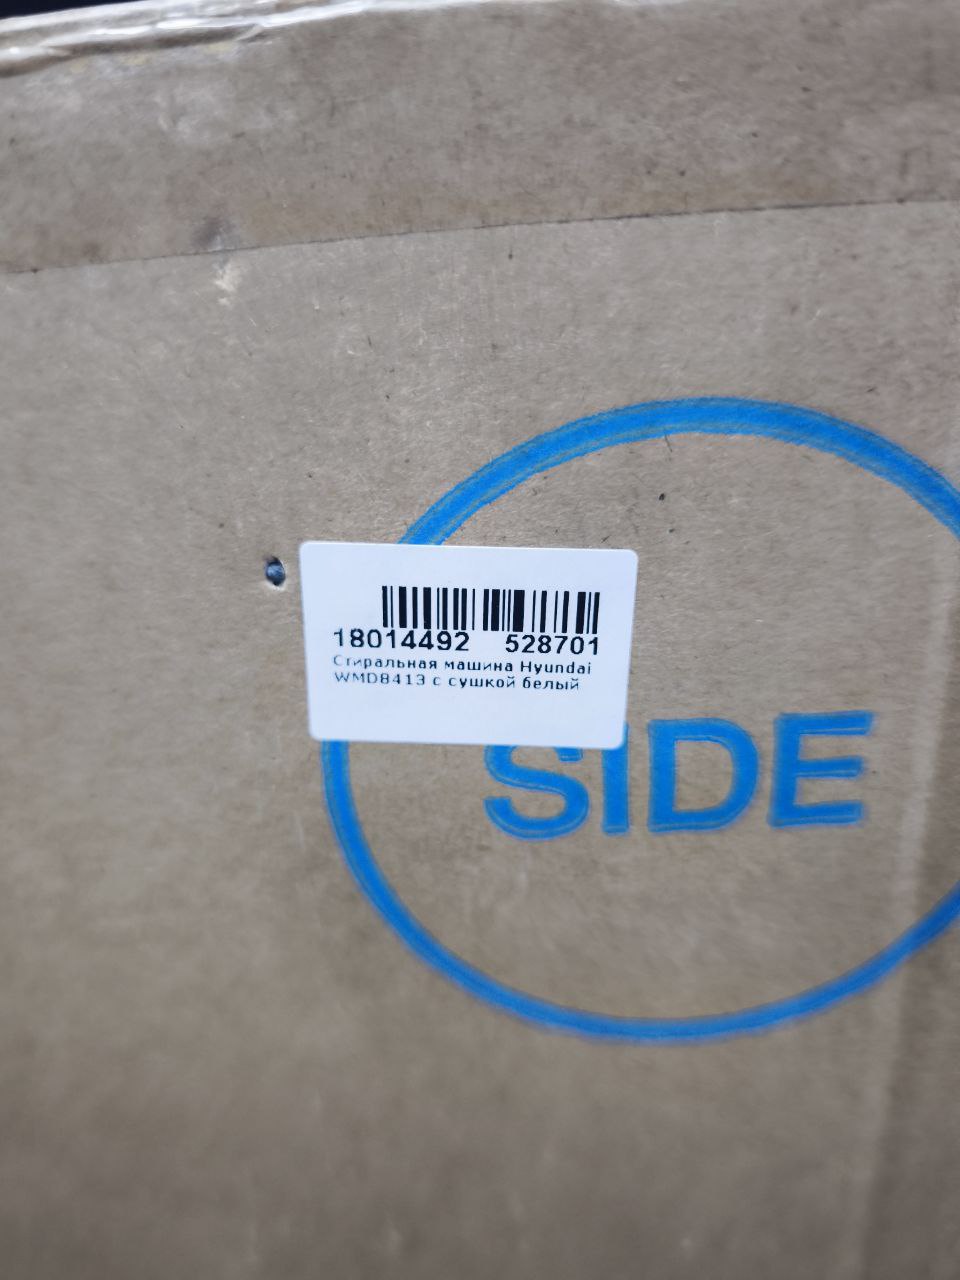 18014492 528701
Стиральная машина Hyundai
WMD8413 с сушкой белый
SIDE